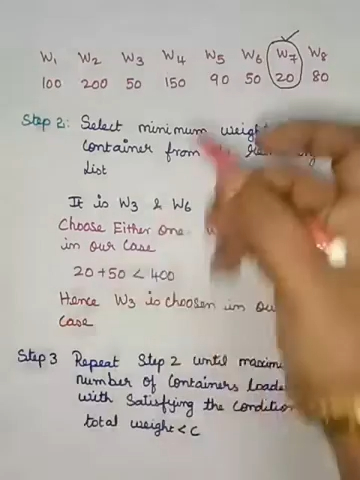 W1 W2 W3 W4 W5 W6 W7 W8
100 200 50 150 90 50 20 80
Step 2: Select minimum weight
container from
List
It is W3 & W6
Choose Either one
in our case
20 + 50 < 400
Hence W3 is choosen in our
case
Step 3 Repeat Step 2 until
number of containers
with Satisfying the condition
total weight < c